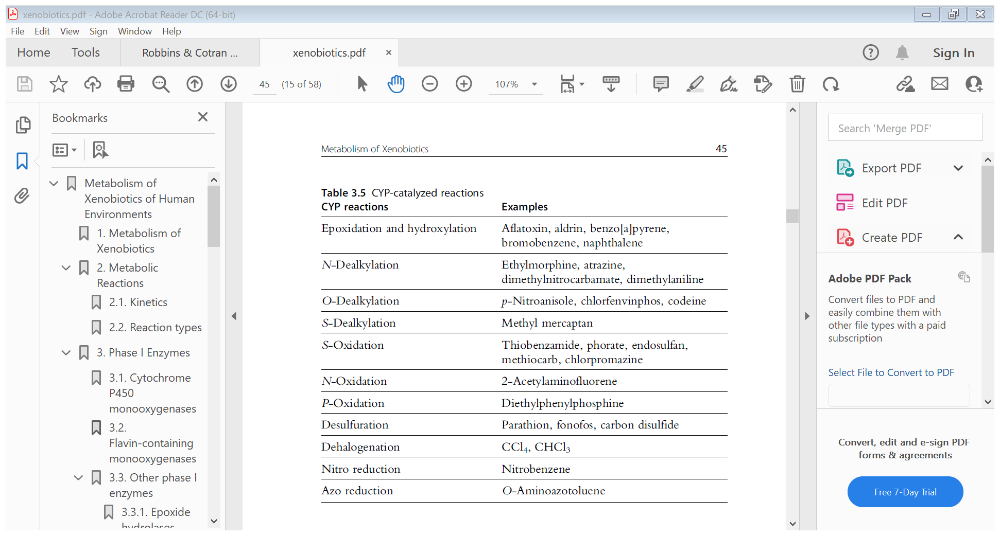 xenobiotics.pdf - Adobe Acrobat Reader DC (64-bit)
File Edit View Sign Window Help
Home Tools Robbins & Cotran ... xenobiotics.pdf × Sign In
45 (15 of 58) 107%
Bookmarks
Metabolism of
Xenobiotics of Human
Environments
1. Metabolism of
Xenobiotics
2. Metabolic
Reactions
2.1. Kinetics
2.2. Reaction types
3. Phase I Enzymes
3.1. Cytochrome
P450
monooxygenases
3.2.
Flavin-containing
monooxygenases
3.3. Other phase I
enzymes
3.3.1. Epoxide
hydrolases
Metabolism of Xenobiotics 45
Table 3.5 CYP-catalyzed reactions
CYP reactions Examples
Epoxidation and hydroxylation Aflatoxin, aldrin, benzo[a]pyrene,
bromobenzene, naphthalene
N-Dealkylation Ethylmorphine, atrazine,
dimethylnitrocarbamate, dimethylaniline
O-Dealkylation p-Nitroanisole, chlorfenvinphos, codeine
S-Dealkylation Methyl mercaptan
S-Oxidation Thiobenzamide, phorate, endosulfan,
methiocarb, chlorpromazine
N-Oxidation 2-Acetylaminofluorene
P-Oxidation Diethylphenylphosphine
Desulfuration Parathion, fonofos, carbon disulfide
Dehalogenation CCl₄, CHCl₃
Nitro reduction Nitrobenzene
Azo reduction O-Aminoazotoluene
Search 'Merge PDF'
Export PDF
Edit PDF
Create PDF
Adobe PDF Pack
Convert files to PDF and
easily combine them with
other file types with a paid
subscription
Select File to Convert to PDF
Convert, edit and e-sign PDF
forms & agreements
Free 7-Day Trial